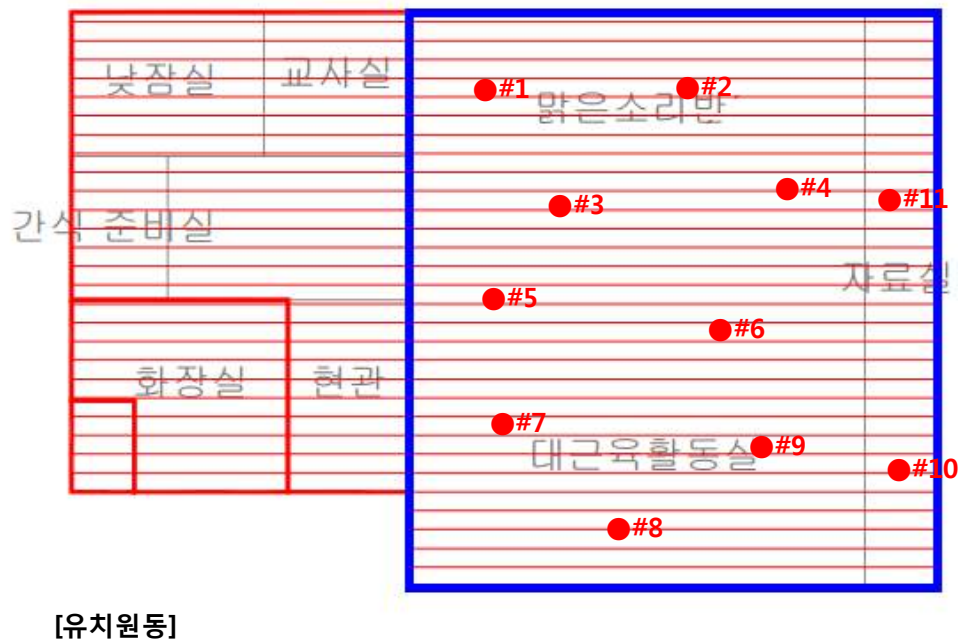 낮잠실
교사실
#1
맑은소리반
#2
간식 준비실
#3
#4
#11
자료실
#5
#6
화장실
현관
#7
대근육활동실
#9
#10
#8
[유치원동]